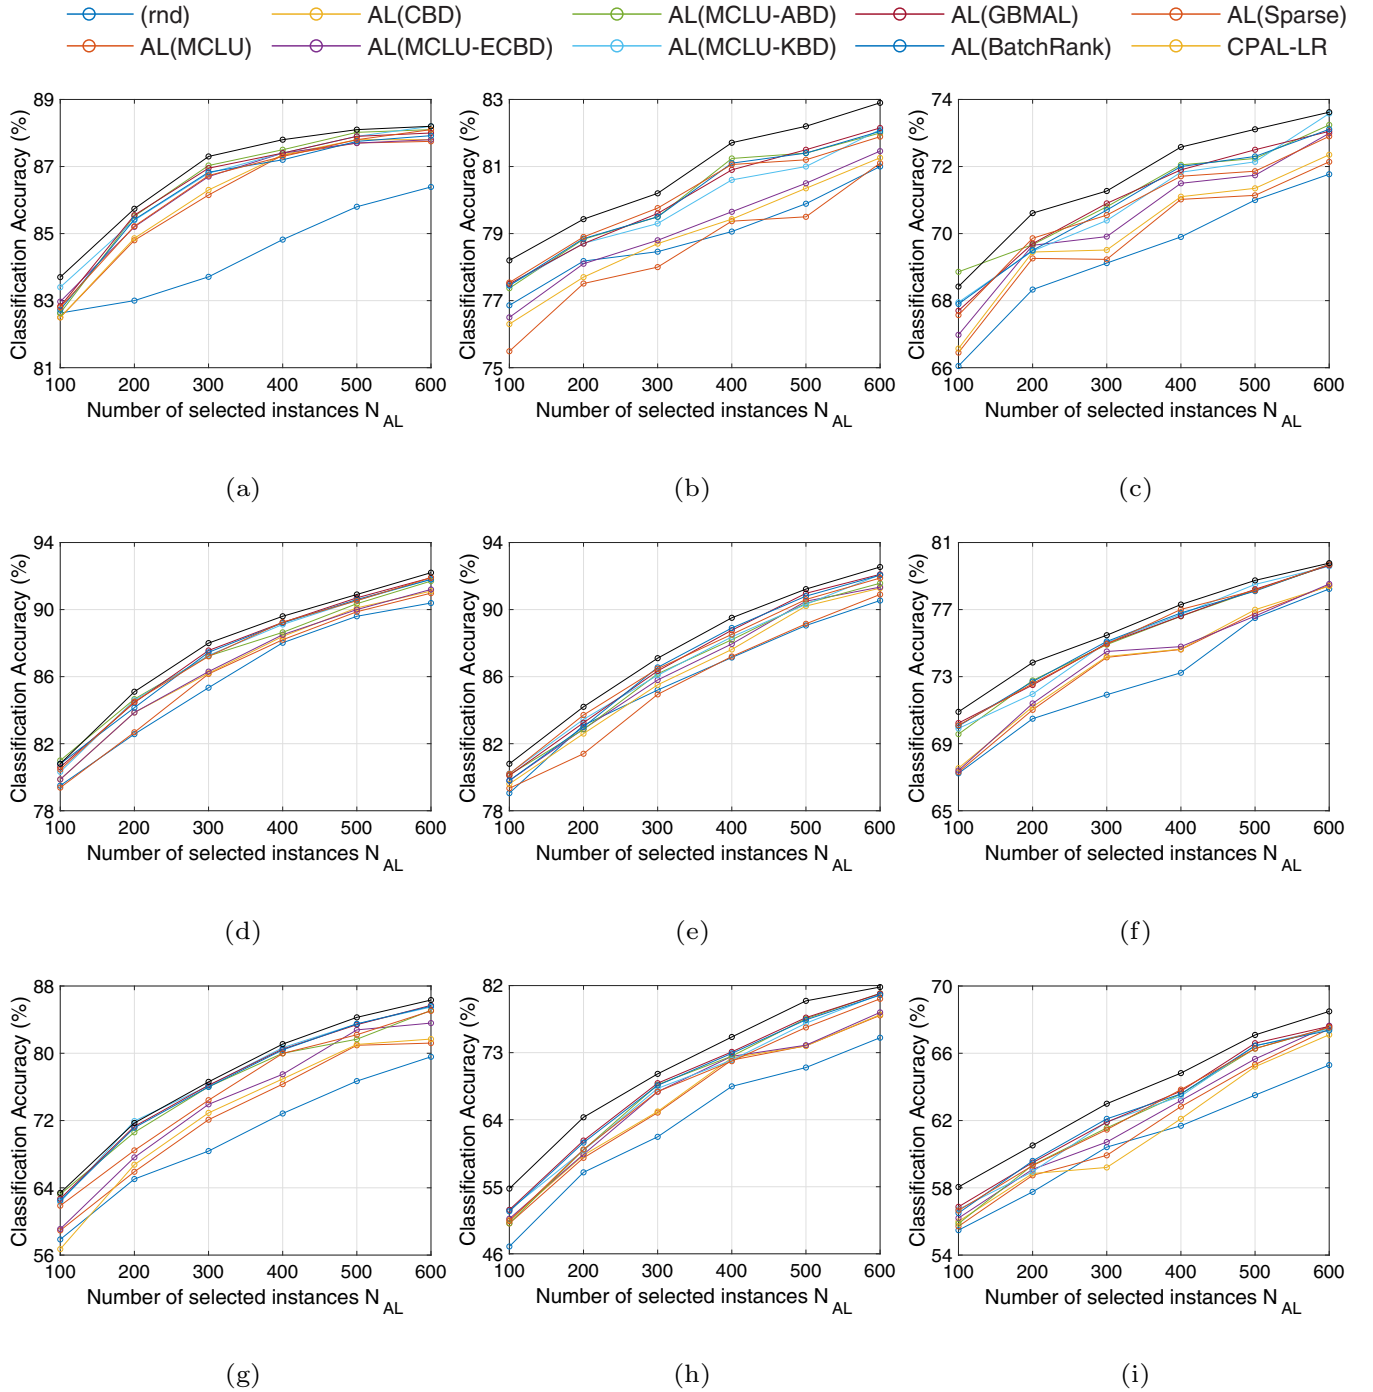 (rnd) AL(CBD) AL(MCLU-ABD) AL(GBMAL) AL(Sparse)
AL(MCLU) AL(MCLU-ECBD) AL(MCLU-KBD) AL(BatchRank) CPAL-LR
Classification Accuracy (%)
89
87
85
83
81
100 200 300 400 500 600
Number of selected instances N_AL
(a)
Classification Accuracy (%)
83
81
79
77
75
100 200 300 400 500 600
Number of selected instances N_AL
(b)
Classification Accuracy (%)
74
72
70
68
66
100 200 300 400 500 600
Number of selected instances N_AL
(c)
Classification Accuracy (%)
94
90
86
82
78
100 200 300 400 500 600
Number of selected instances N_AL
(d)
Classification Accuracy (%)
94
90
86
82
78
100 200 300 400 500 600
Number of selected instances N_AL
(e)
Classification Accuracy (%)
81
77
73
69
65
100 200 300 400 500 600
Number of selected instances N_AL
(f)
Classification Accuracy (%)
88
80
72
64
56
100 200 300 400 500 600
Number of selected instances N_AL
(g)
Classification Accuracy (%)
82
73
64
55
46
100 200 300 400 500 600
Number of selected instances N_AL
(h)
Classification Accuracy (%)
70
66
62
58
54
100 200 300 400 500 600
Number of selected instances N_AL
(i)